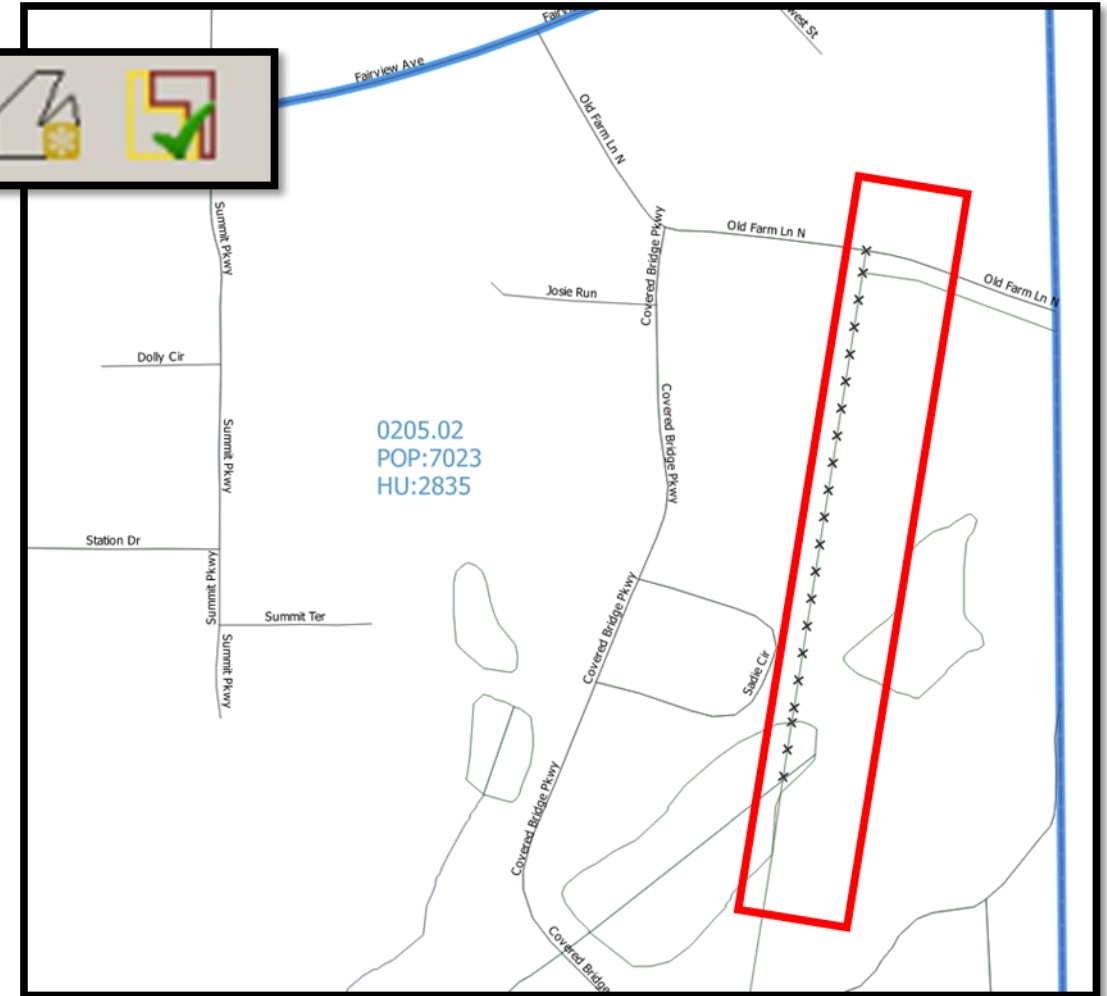 Fairview Ave
Old Farm Ln N
Summit Pkwy
Covered Bridge Pkwy
Old Farm Ln N
Old Farm Ln N
Josie Run
Dolly Cir
Covered Bridge Pkwy
Summit Pkwy
0205.02
POP:7023
HU:2835
Station Dr
Summit Pkwy
Covered Bridge Pkwy
Summit Ter
Summit Pkwy
Sadie Cir
Covered Bridge Pkwy
Covered Bridge